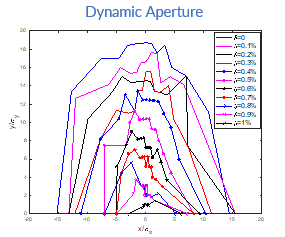 Dynamic Aperture
20
18
16
14
12
10
8
6
4
2
0
-20 -15 -10 -5 0 5 10 15 20
y/σy
x/σx
δ=0
δ=0.1%
δ=0.2%
δ=0.3%
δ=0.4%
δ=0.5%
δ=0.6%
δ=0.7%
δ=0.8%
δ=0.9%
δ=1%